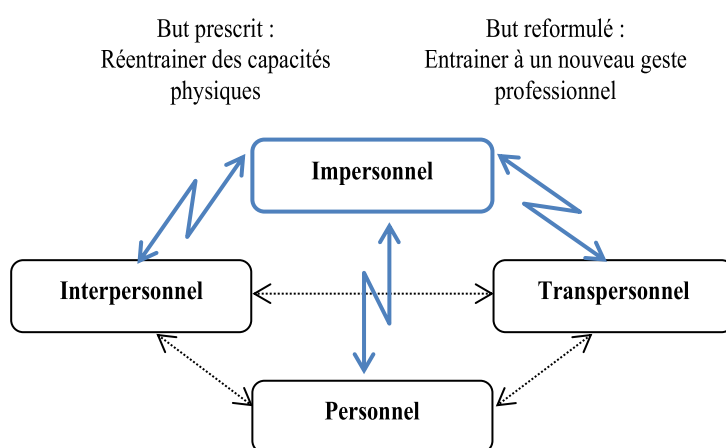 But prescrit :
Réentrainer des capacités
physiques
But reformulé :
Entrainer à un nouveau geste
professionnel
Impersonnel
Interpersonnel
Transpersonnel
Personnel